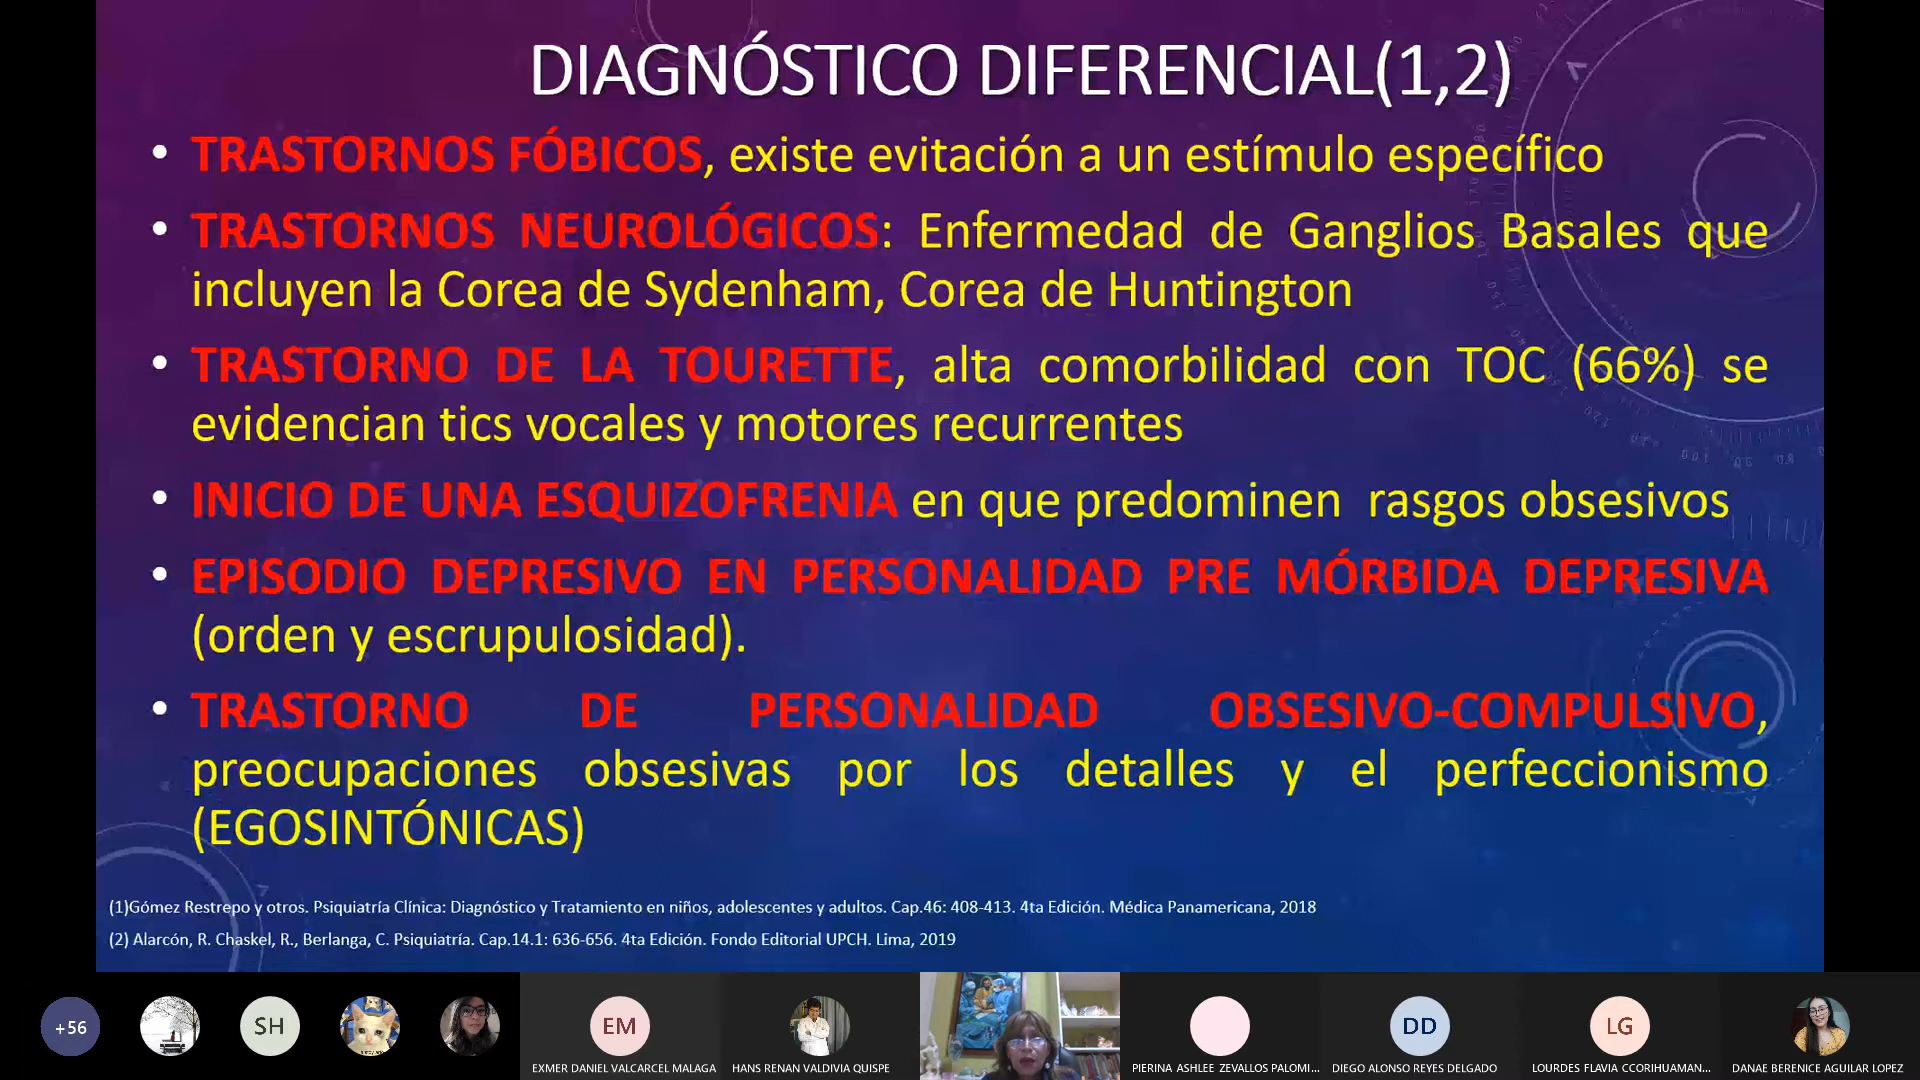 DIAGNÓSTICO DIFERENCIAL(1,2)
• TRASTORNOS FÓBICOS, existe evitación a un estímulo específico
• TRASTORNOS NEUROLÓGICOS: Enfermedad de Ganglios Basales que
incluyen la Corea de Sydenham, Corea de Huntington
• TRASTORNO DE LA TOURETTE, alta comorbilidad con TOC (66%) se
evidencian tics vocales y motores recurrentes
• INICIO DE UNA ESQUIZOFRENIA en que predominen rasgos obsesivos
• EPISODIO DEPRESIVO EN PERSONALIDAD PRE MÓRBIDA DEPRESIVA
(orden y escrupulosidad).
• TRASTORNO DE PERSONALIDAD OBSESIVO-COMPULSIVO,
preocupaciones obsesivas por los detalles y el perfeccionismo
(EGOSINTÓNICAS)
(1)Gómez Restrepo y otros. Psiquiatría Clínica: Diagnóstico y Tratamiento en niños, adolescentes y adultos. Cap.46: 408-413. 4ta Edición. Médica Panamericana, 2018
(2) Alarcón, R. Chaskel, R., Berlanga, C. Psiquiatría. Cap.14.1: 636-656. 4ta Edición. Fondo Editorial UPCH. Lima, 2019
+56
SH
EM
DD
LG
EXMER DANIEL VALCARCEL MALAGA
HANS RENAN VALDIVIA QUISPE
PIERINA ASHLEE ZEVALLOS PALOMI...
DIEGO ALONSO REYES DELGADO
LOURDES FLAVIA CCORIHUAMAN...
DANAE BERENICE AGUILAR LOPEZ